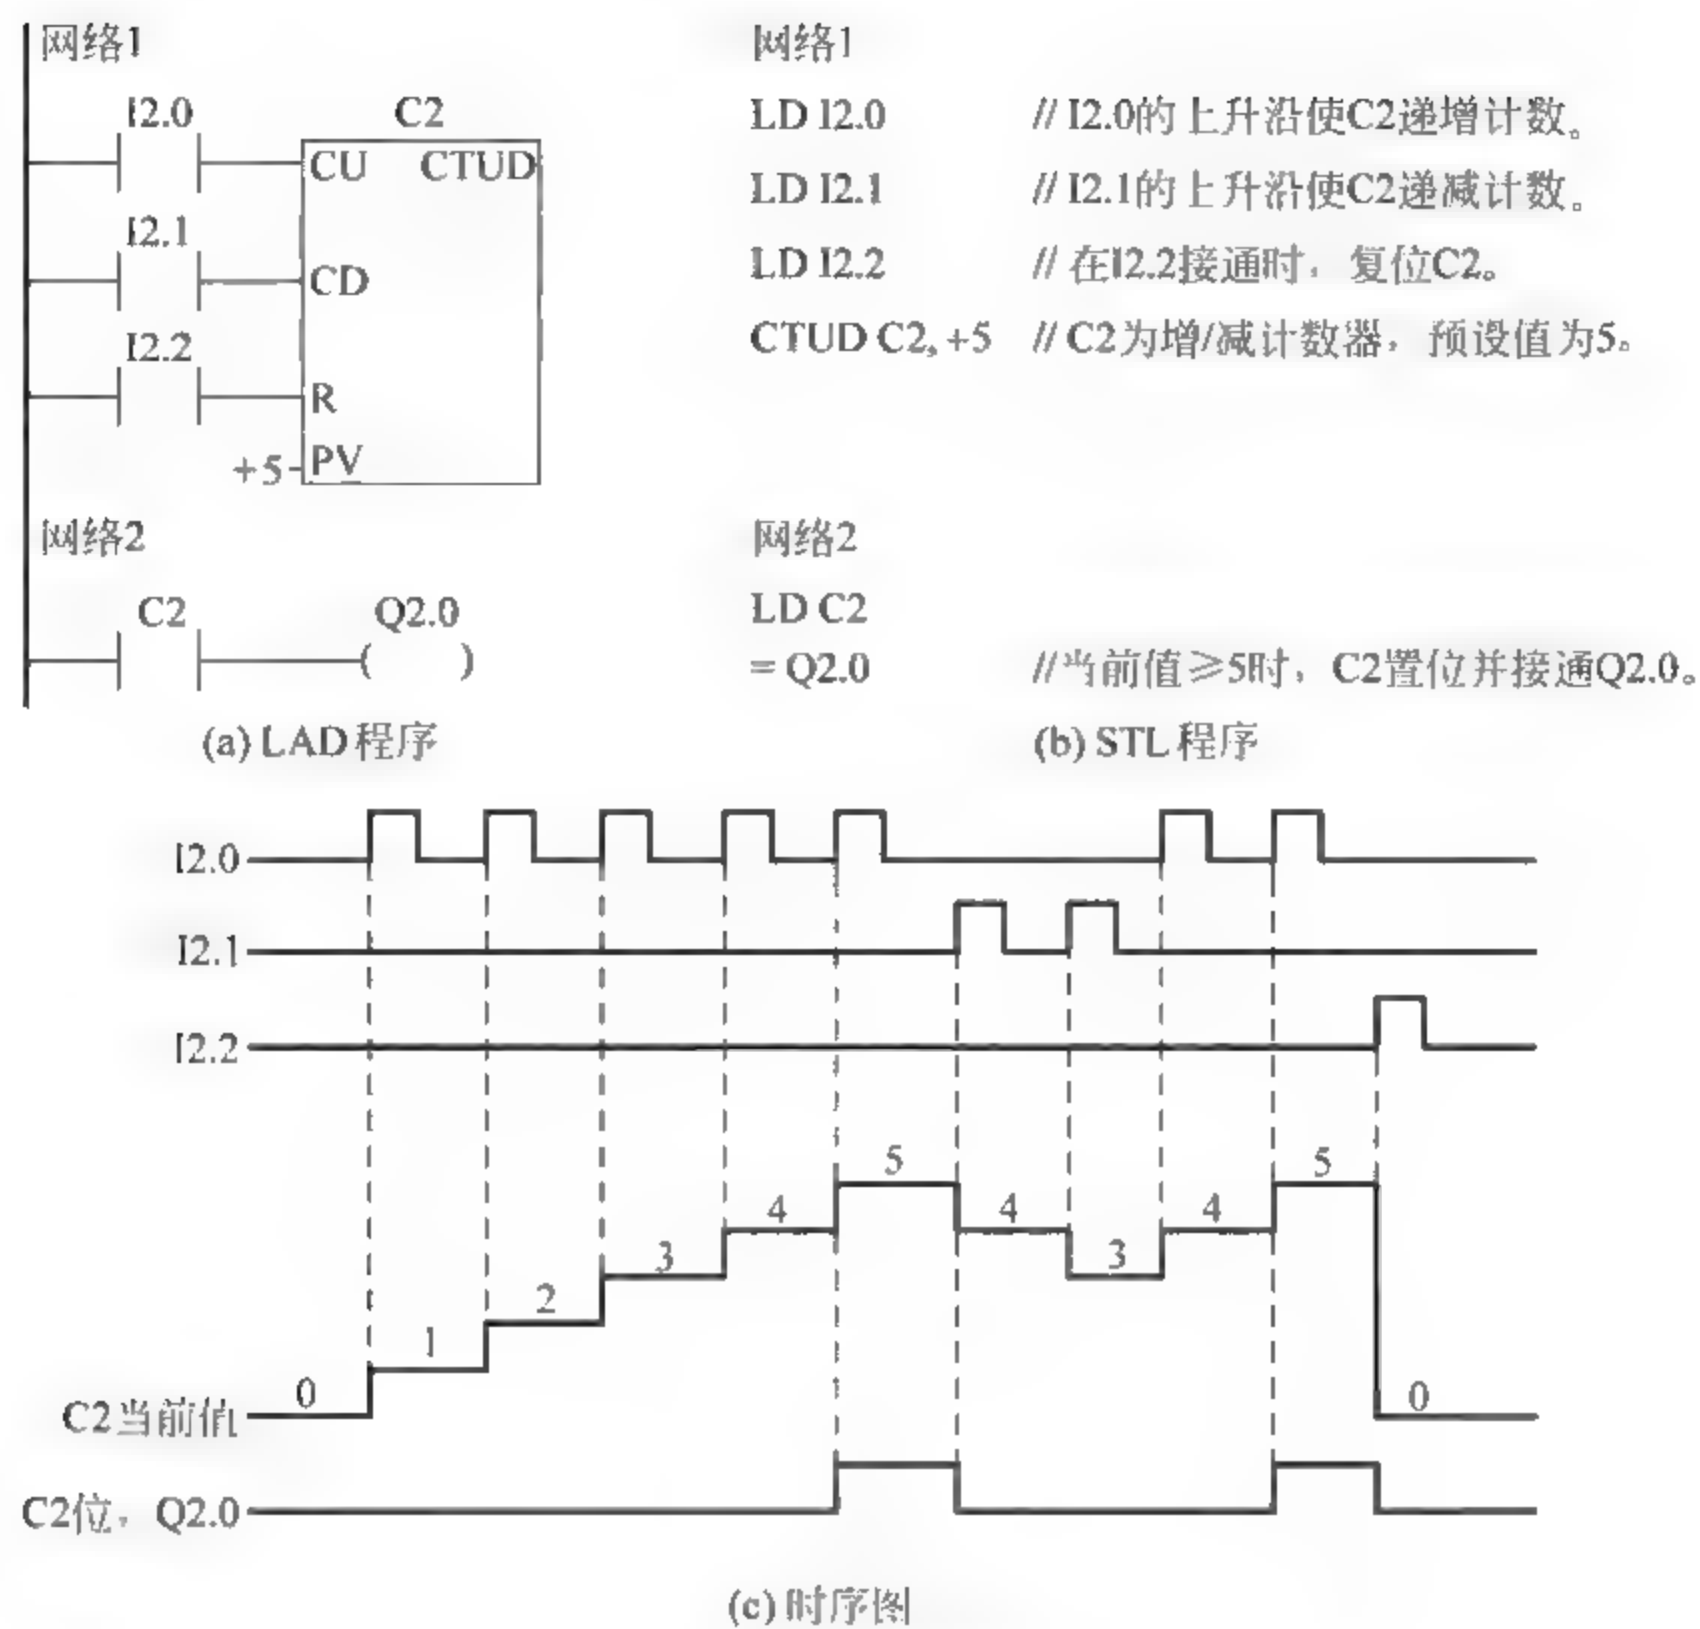 网络1
I2.0
C2
CU CTUD
I2.1
CD
I2.2
R
+5 PV
网络2
C2 Q2.0
( )
(a) LAD程序
网络1
LD I2.0 // I2.0的上升沿使C2递增计数。
LD I2.1 // I2.1的上升沿使C2递减计数。
LD I2.2 // 在I2.2接通时，复位C2。
CTUD C2, +5 // C2为增/减计数器，预设值为5。
网络2
LD C2
= Q2.0 //当前值≥5时，C2置位并接通Q2.0。
(b) STL程序
I2.0
I2.1
I2.2
C2当前值 0 1 2 3 4 5 4 3 4 5 0
C2位，Q2.0
(c) 时序图